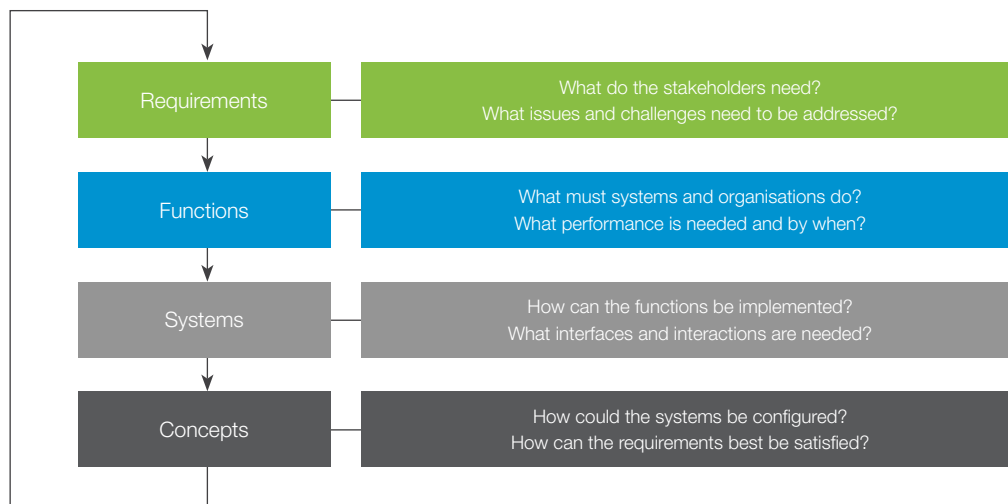 Requirements
What do the stakeholders need?
What issues and challenges need to be addressed?
Functions
What must systems and organisations do?
What performance is needed and by when?
Systems
How can the functions be implemented?
What interfaces and interactions are needed?
Concepts
How could the systems be configured?
How can the requirements best be satisfied?